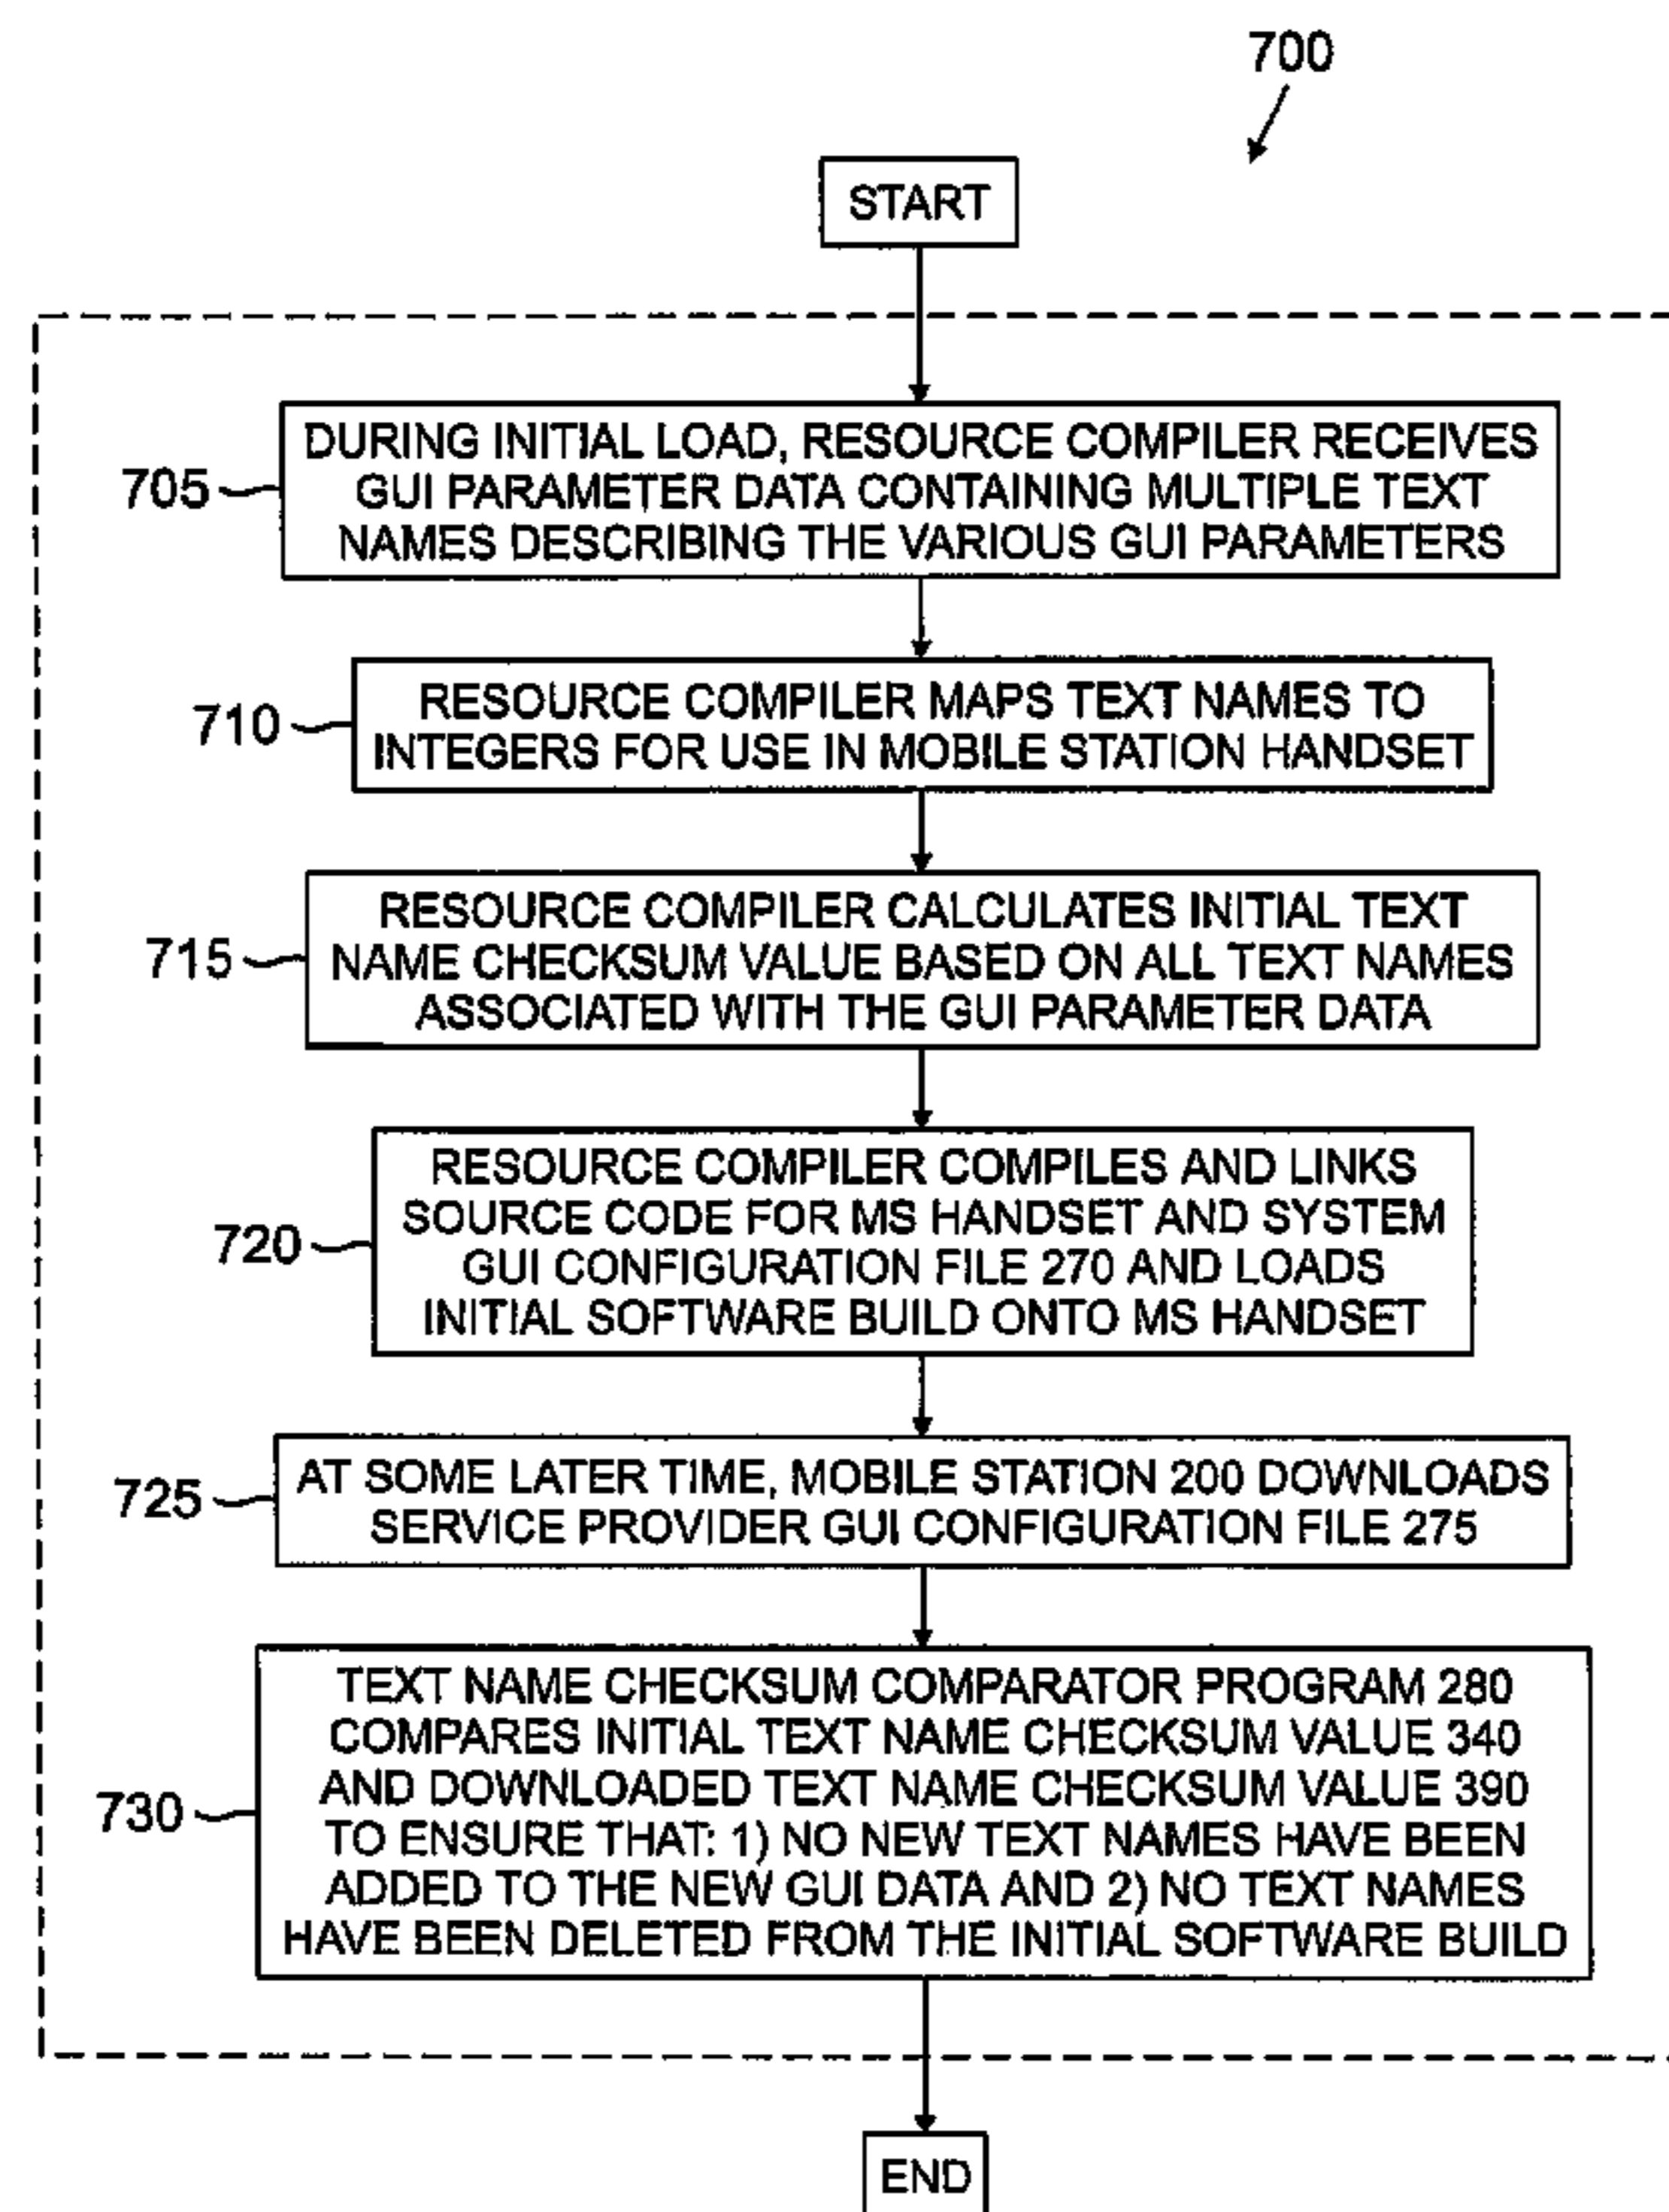 700
START
705
DURING INITIAL LOAD, RESOURCE COMPILER RECEIVES
GUI PARAMETER DATA CONTAINING MULTIPLE TEXT
NAMES DESCRIBING THE VARIOUS GUI PARAMETERS
710
RESOURCE COMPILER MAPS TEXT NAMES TO
INTEGERS FOR USE IN MOBILE STATION HANDSET
715
RESOURCE COMPILER CALCULATES INITIAL TEXT
NAME CHECKSUM VALUE BASED ON ALL TEXT NAMES
ASSOCIATED WITH THE GUI PARAMETER DATA
720
RESOURCE COMPILER COMPILES AND LINKS
SOURCE CODE FOR MS HANDSET AND SYSTEM
GUI CONFIGURATION FILE 270 AND LOADS
INITIAL SOFTWARE BUILD ONTO MS HANDSET
725
AT SOME LATER TIME, MOBILE STATION 200 DOWNLOADS
SERVICE PROVIDER GUI CONFIGURATION FILE 275
730
TEXT NAME CHECKSUM COMPARATOR PROGRAM 280
COMPARES INITIAL TEXT NAME CHECKSUM VALUE 340
AND DOWNLOADED TEXT NAME CHECKSUM VALUE 390
TO ENSURE THAT: 1) NO NEW TEXT NAMES HAVE BEEN
ADDED TO THE NEW GUI DATA AND 2) NO TEXT NAMES
HAVE BEEN DELETED FROM THE INITIAL SOFTWARE BUILD
END